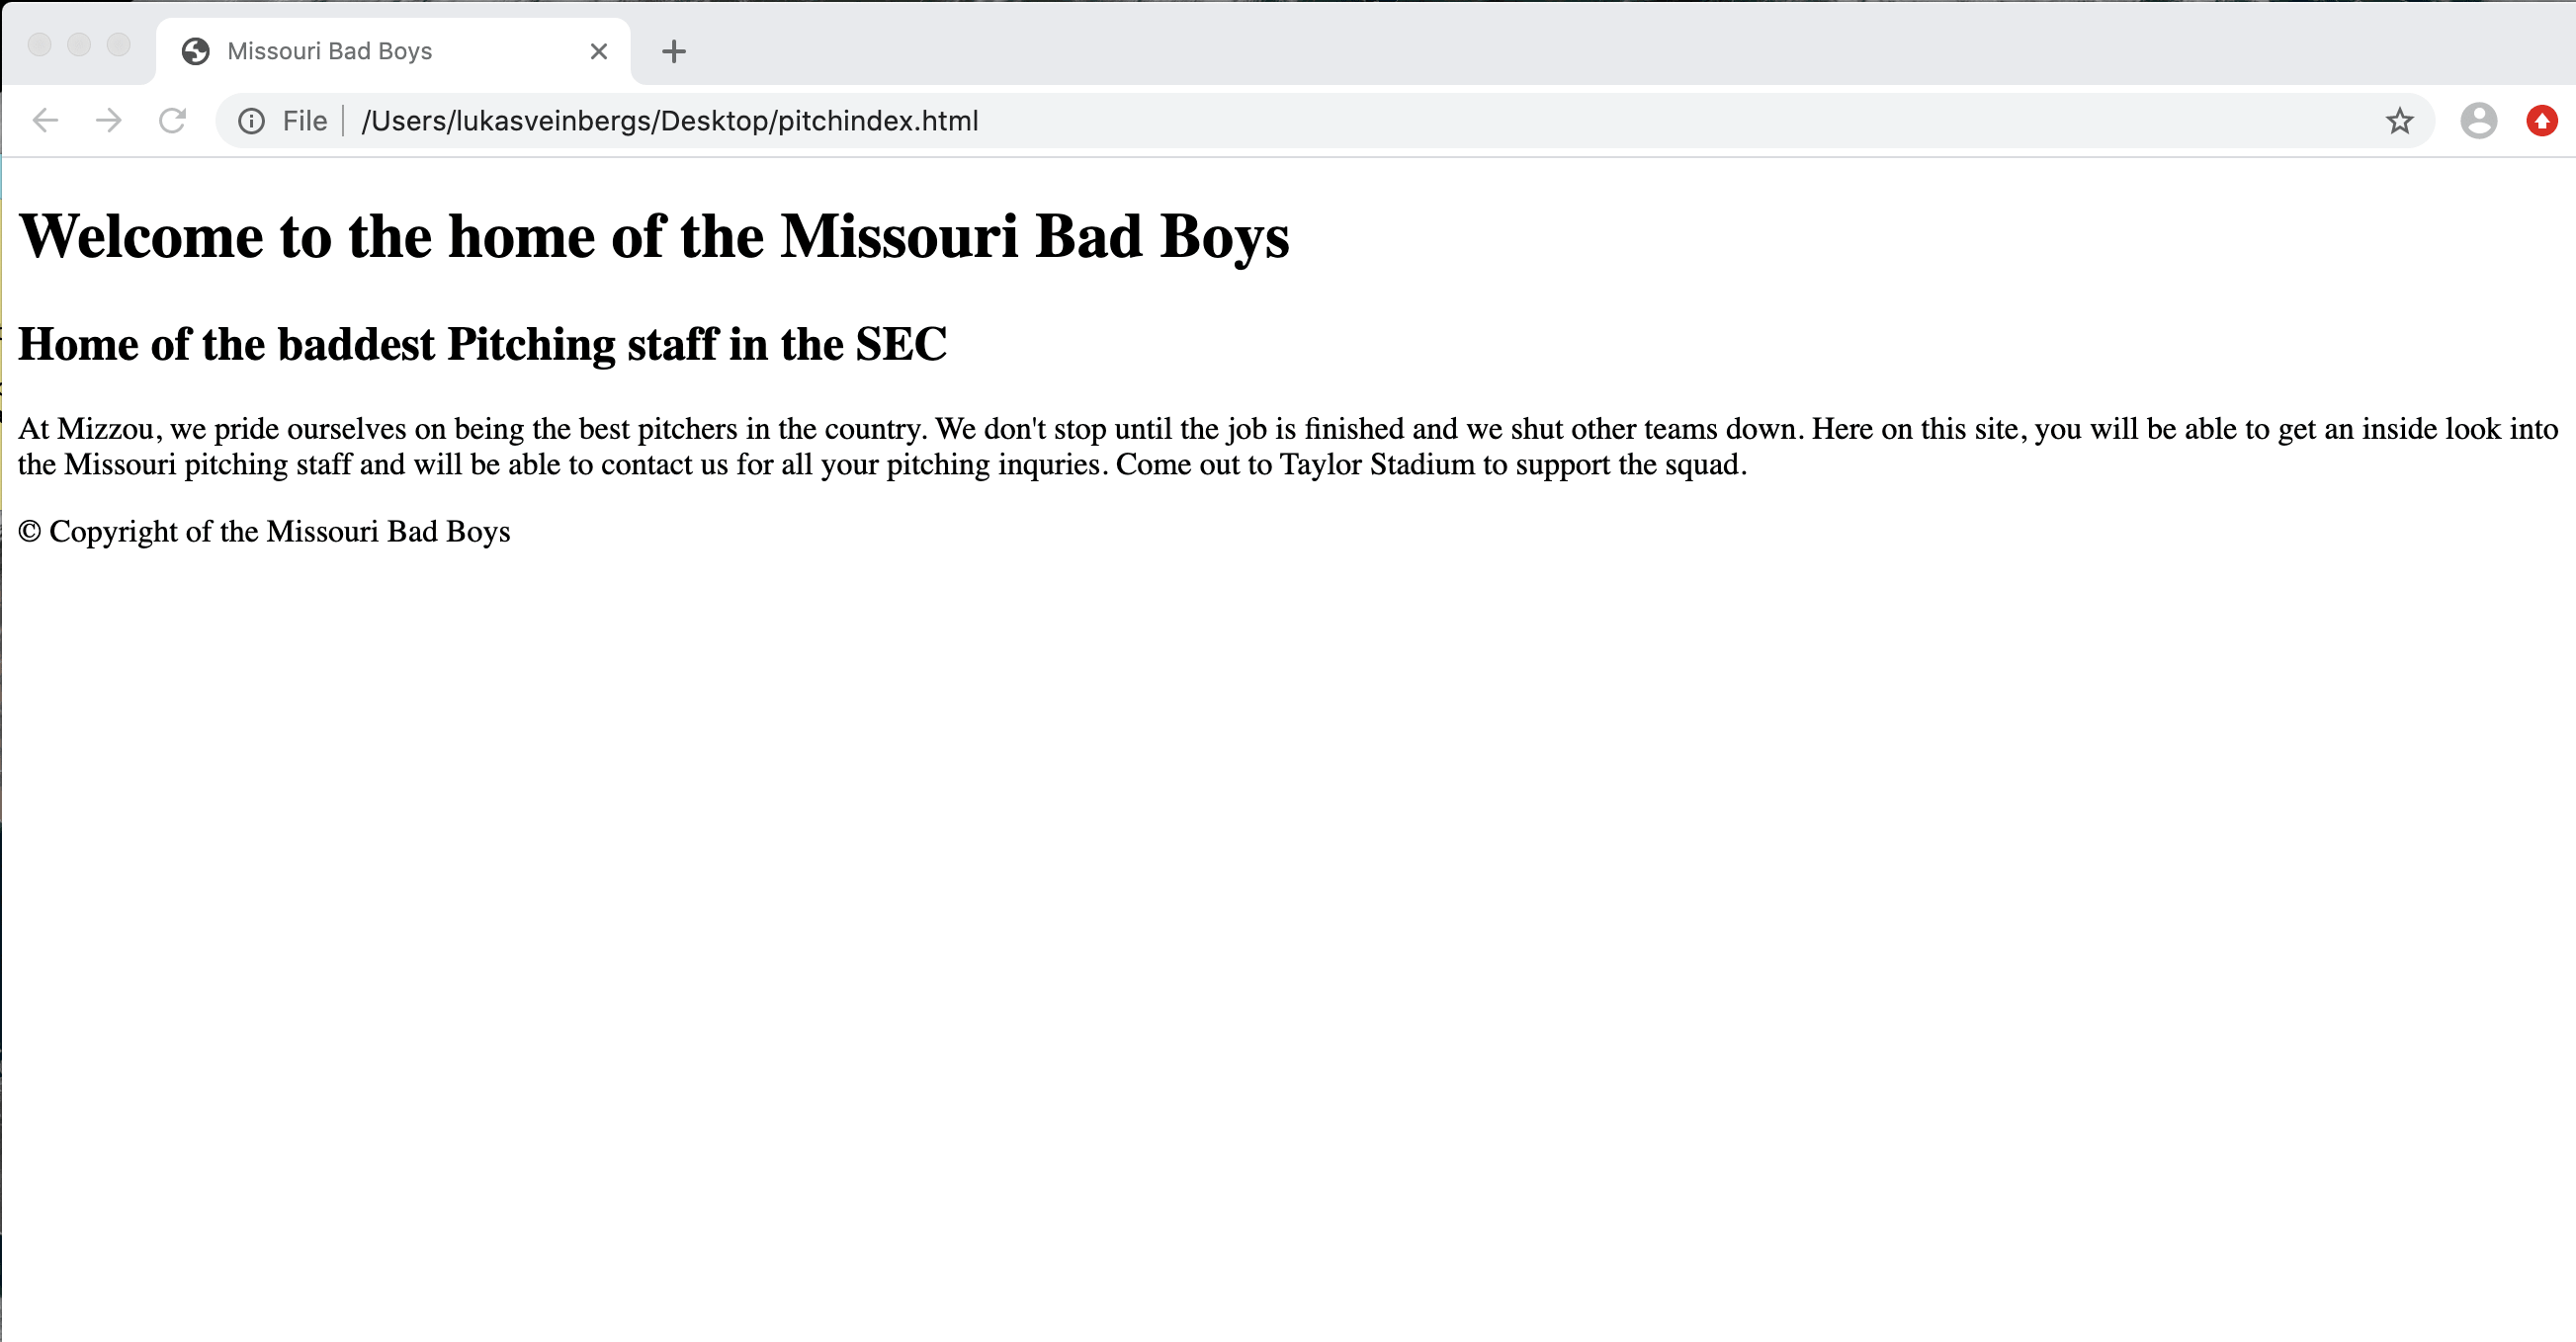 Missouri Bad Boys
File
/Users/lukasveinbergs/Desktop/pitchindex.html
Welcome to the home of the Missouri Bad Boys
Home of the baddest Pitching staff in the SEC
At Mizzou, we pride ourselves on being the best pitchers in the country. We don't stop until the job is finished and we shut other teams down. Here on this site, you will be able to get an inside look into
the Missouri pitching staff and will be able to contact us for all your pitching inquries. Come out to Taylor Stadium to support the squad.
© Copyright of the Missouri Bad Boys